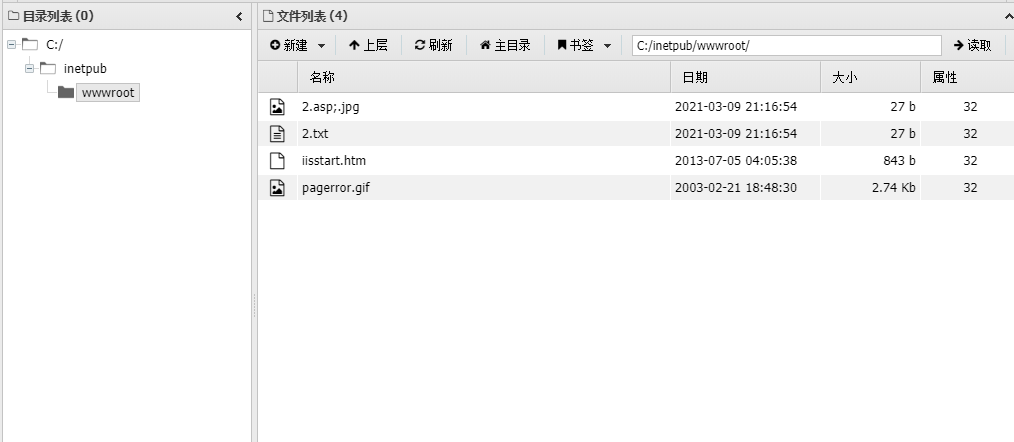 目录列表 (0)
C:/
inetpub
wwwroot
文件列表 (4)
新建 上层 刷新 主目录 书签 C:/inetpub/wwwroot/ 读取
名称 日期 大小 属性
2.asp;.jpg 2021-03-09 21:16:54 27 b 32
2.txt 2021-03-09 21:16:54 27 b 32
iisstart.htm 2013-07-05 04:05:38 843 b 32
pagerror.gif 2003-02-21 18:48:30 2.74 Kb 32